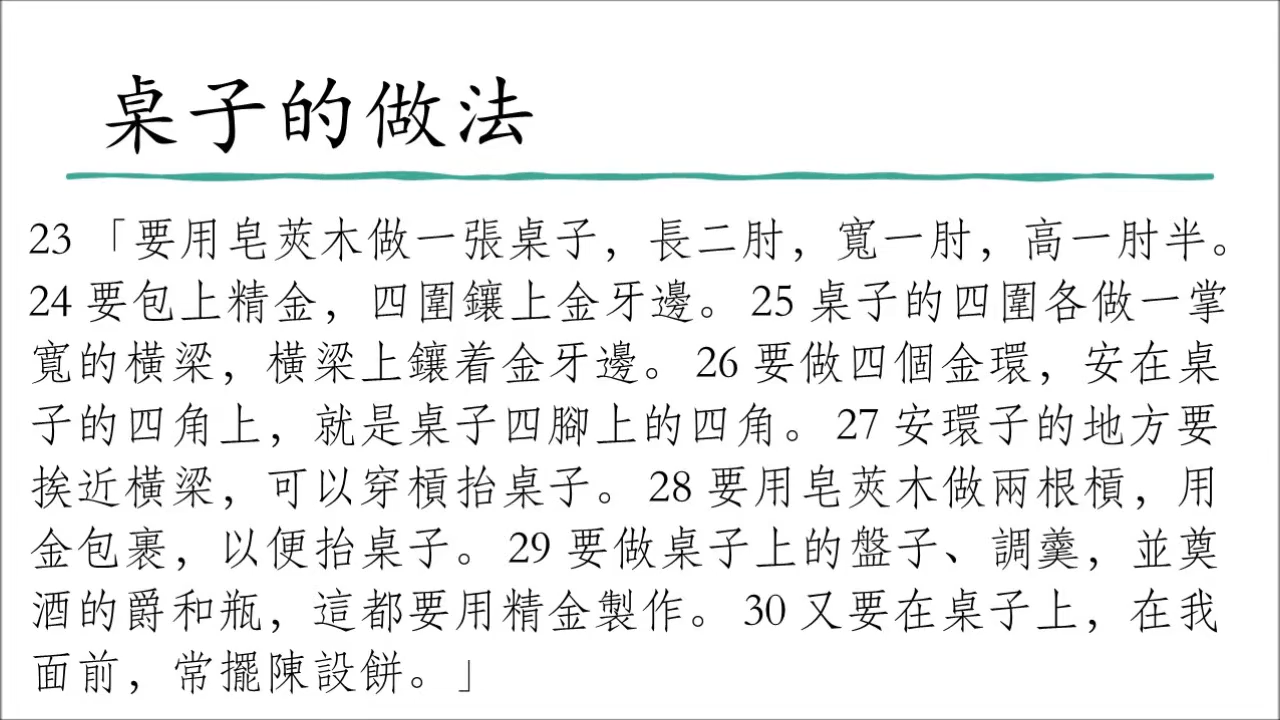 桌子的做法
23 「要用皂莢木做一張桌子，長二肘，寬一肘，高一肘半。
24 要包上精金，四圍鑲上金牙邊。25 桌子的四圍各做一掌
寬的橫梁，橫梁上鑲着金牙邊。26 要做四個金環，安在桌
子的四角上，就是桌子四腳上的四角。27 安環子的地方要
挨近橫梁，可以穿槓抬桌子。28 要用皂莢木做兩根槓，用
金包裹，以便抬桌子。29 要做桌子上的盤子、調羹，並奠
酒的爵和瓶，這都要用精金製作。30 又要在桌子上，在我
面前，常擺陳設餅。」